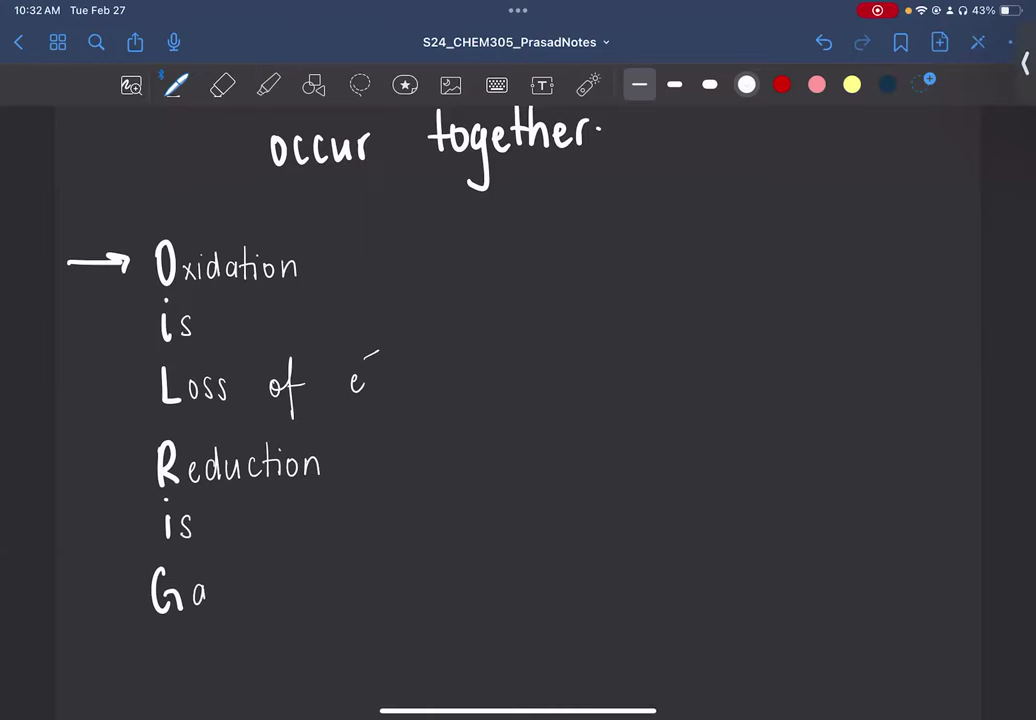 10:32 AM Tue Feb 27
43%
S24_CHEM305_PrasadNotes
T
occur together.
→ Oxidation
is
Loss of e⁻
Reduction
is
Ga